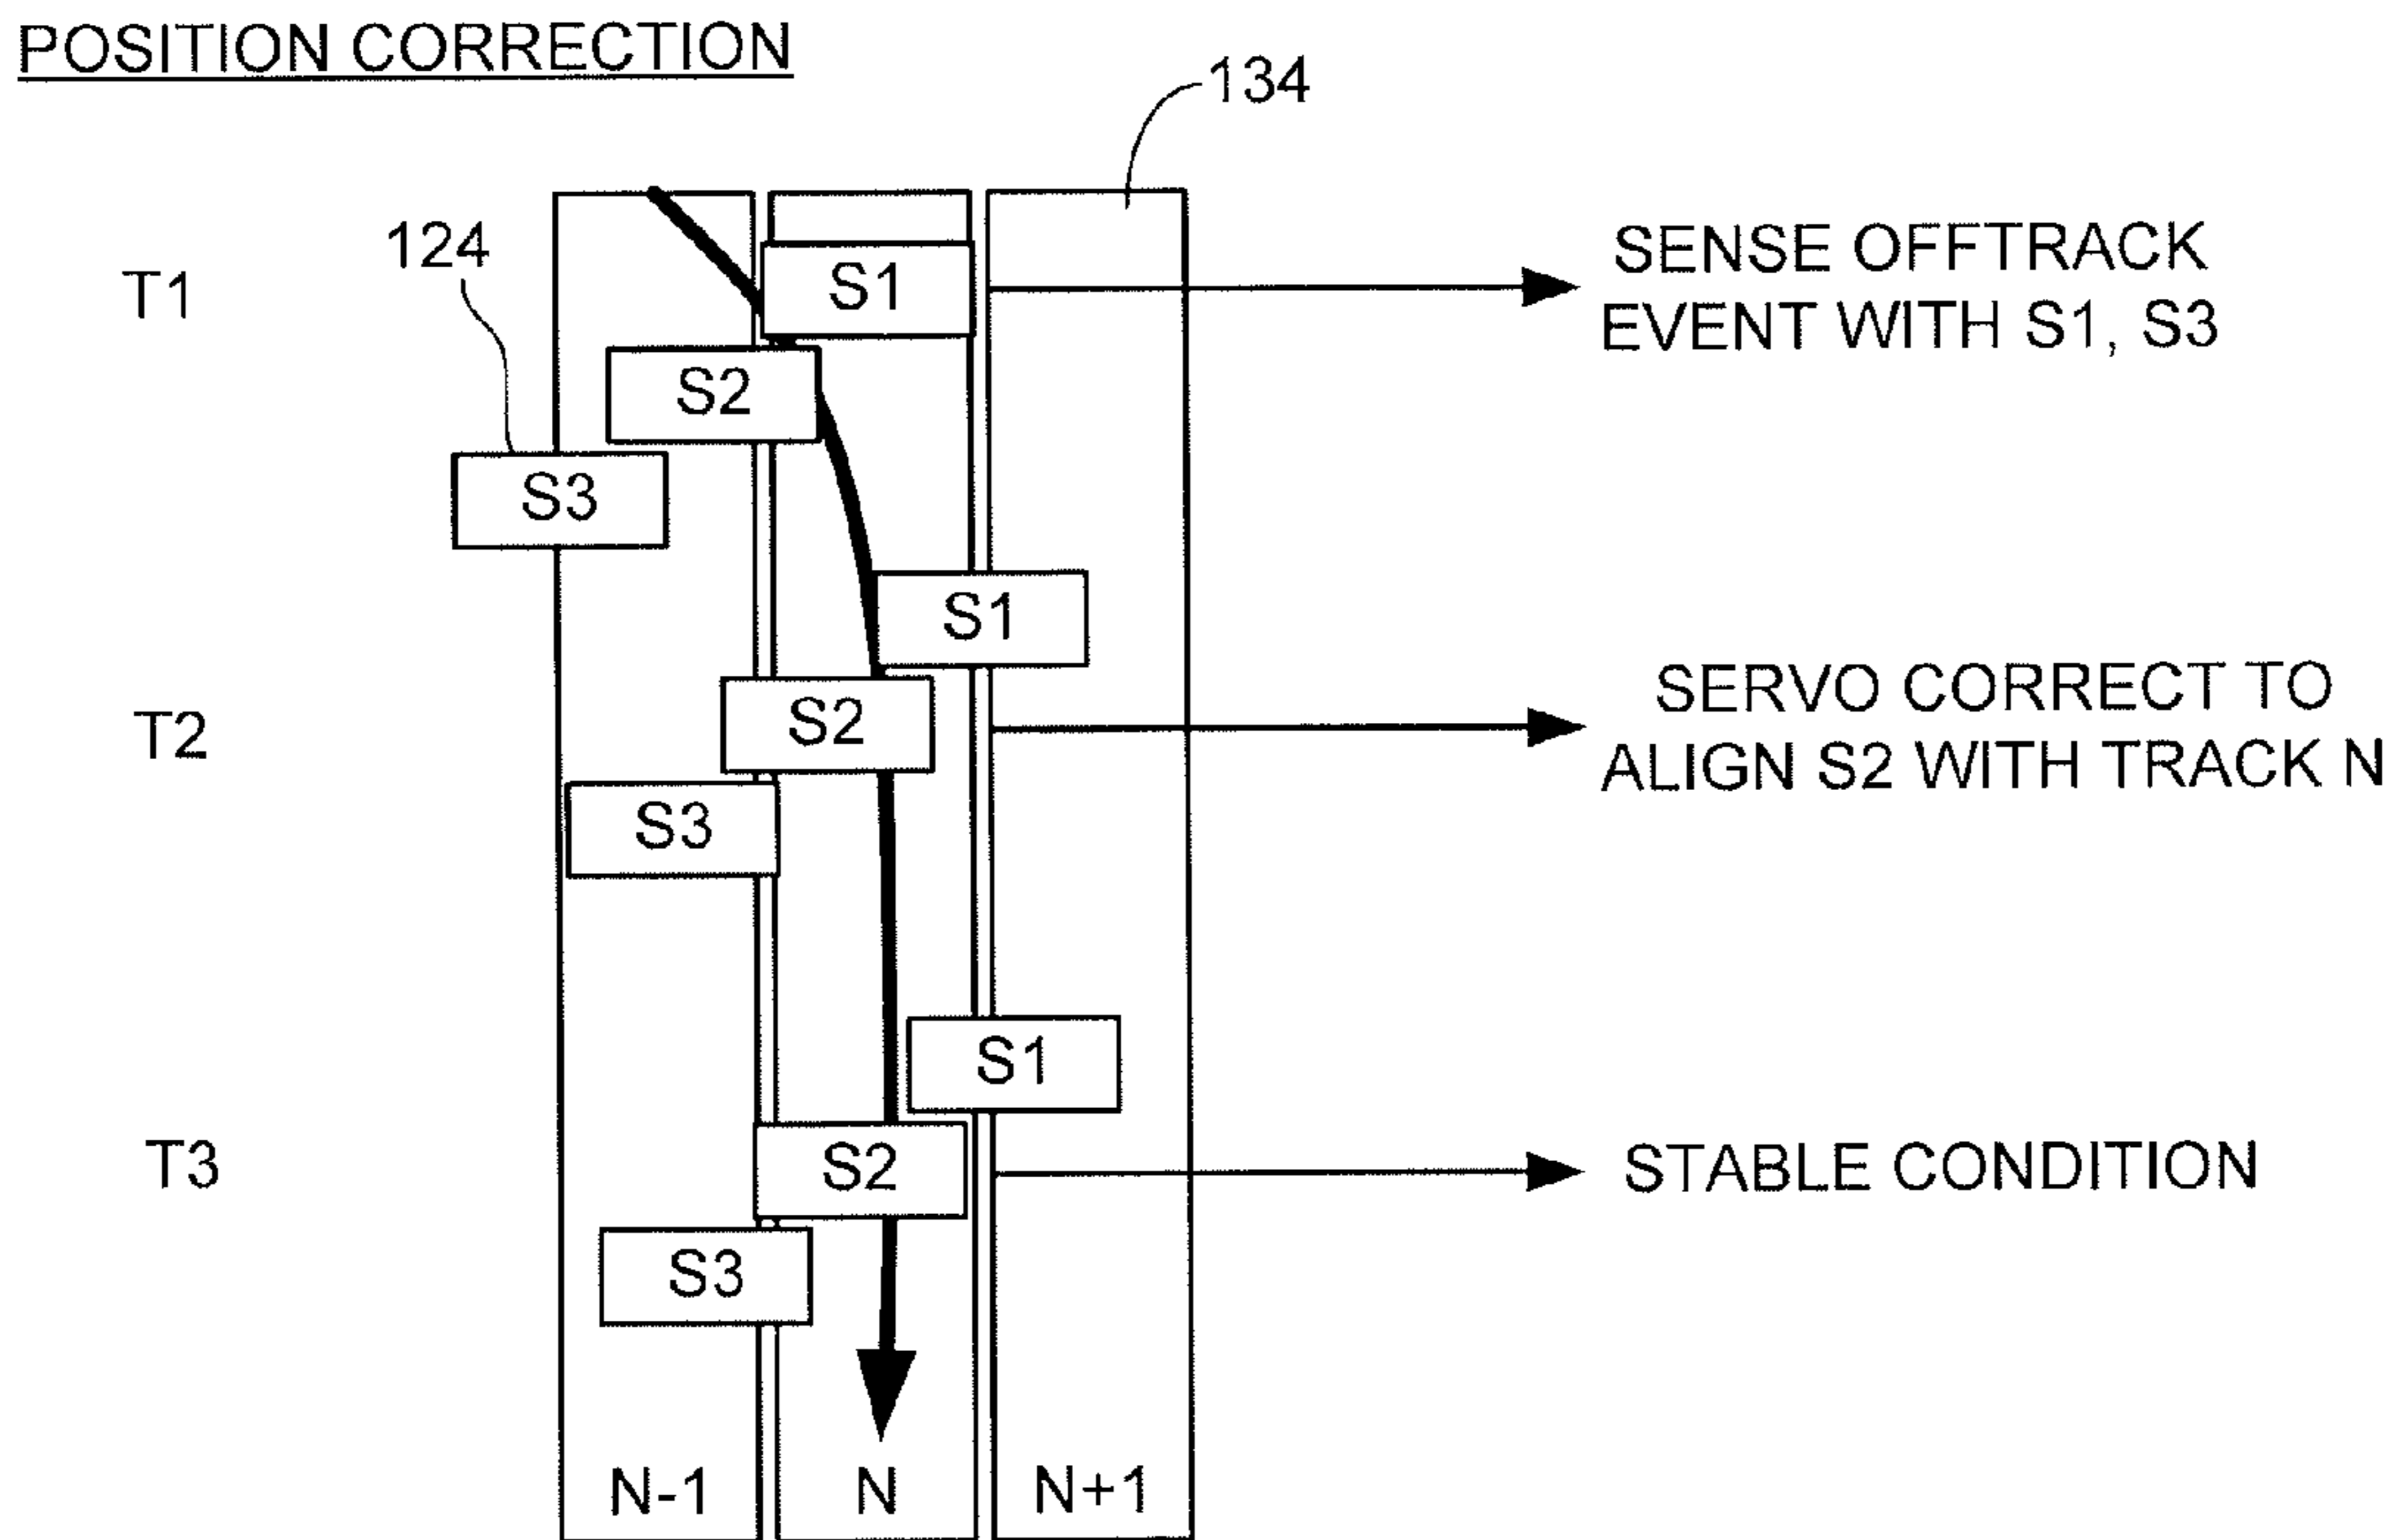 POSITION CORRECTION
134
124
T1
S1
SENSE OFFTRACK
EVENT WITH S1, S3
S2
S3
S1
T2
S2
SERVO CORRECT TO
ALIGN S2 WITH TRACK N
S3
S1
T3
S2
STABLE CONDITION
S3
N-1
N
N+1